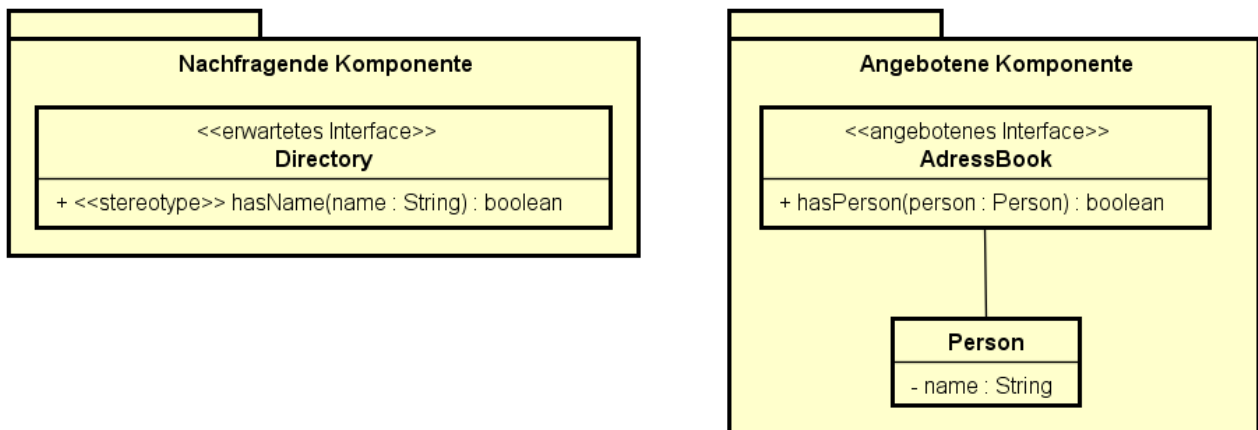 Nachfragende Komponente
<<erwartetes Interface>>
Directory
+ <<stereotype>> hasName(name : String) : boolean
Angebotene Komponente
<<angebotenes Interface>>
AdressBook
+ hasPerson(person : Person) : boolean
Person
- name : String